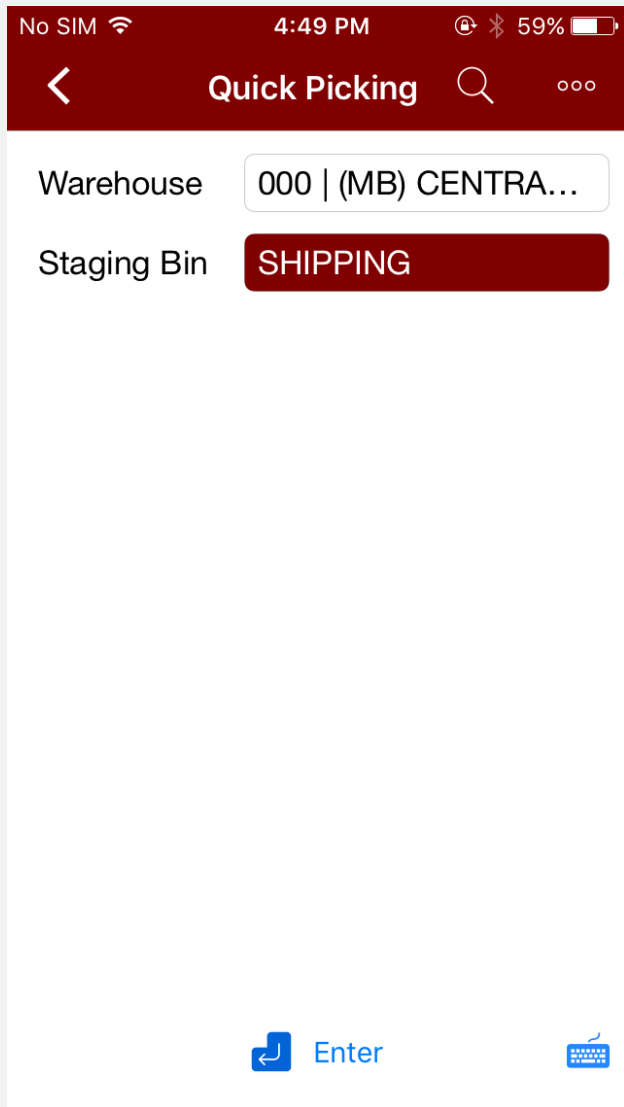 No SIM 4:49 PM 59%
Quick Picking
Warehouse 000 | (MB) CENTRA...
Staging Bin SHIPPING
Enter